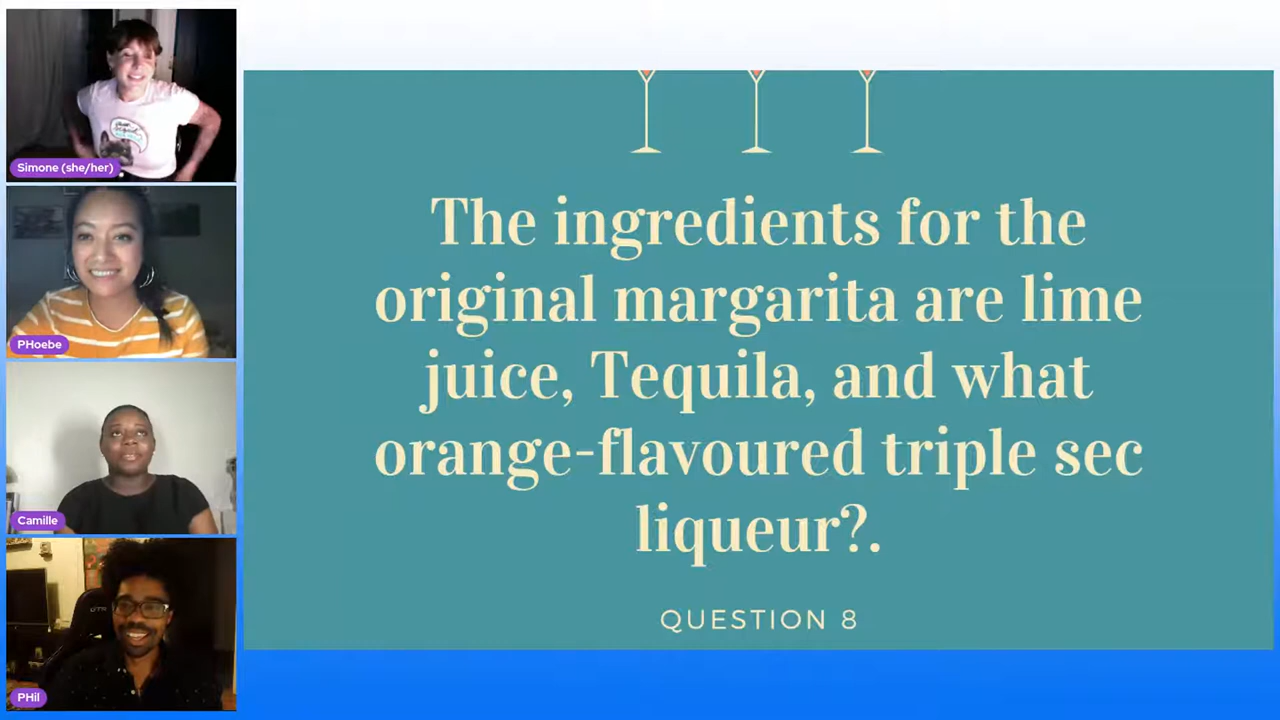 Simone (she/her)
PHoebe
Camille
PHil
The ingredients for the
original margarita are lime
juice, Tequila, and what
orange-flavoured triple sec
liqueur?.
QUESTION 8